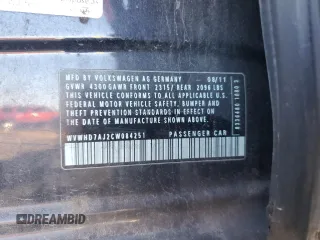 MFD BY VOLKSWAGEN AG GERMANY 08/11
GVWR 4300 GAWR FRONT 2315/ REAR 2094 LBS
THIS VEHICLE CONFORMS TO ALL APPLICABLE U.S.
FEDERAL MOTOR VEHICLE SAFETY, BUMPER AND
THEFT PREVENTION STANDARDS IN EFFECT ON THE
DATE OF MANUFACTURE SHOWN ABOVE.
WVWHD7AJ2CW084251 PASSENGER CAR
DREAMBID